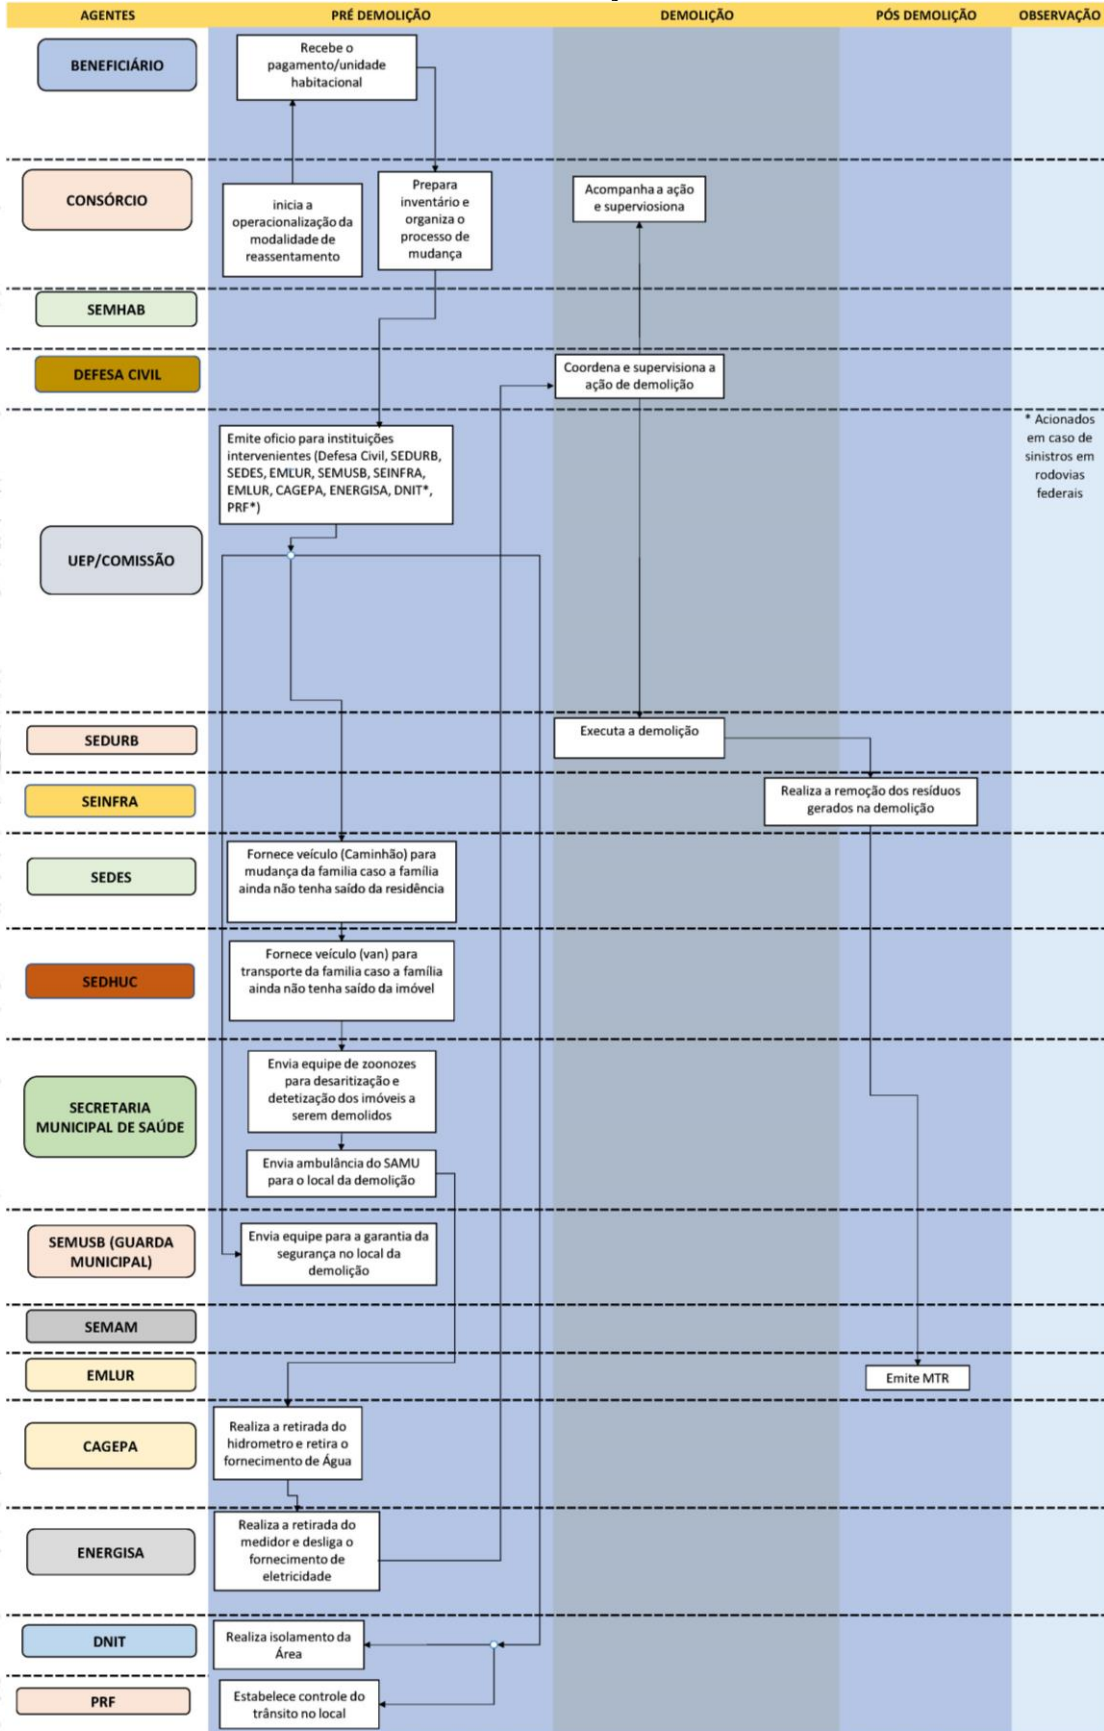 AGENTES PRÉ DEMOLIÇÃO DEMOLIÇÃO PÓS DEMOLIÇÃO OBSERVAÇÃO
BENEFICIÁRIO
Recebe o
pagamento/unidade
habitacional
CONSÓRCIO
inicia a
operacionalização da
modalidade de
reassentamento
Prepara
inventário e
organiza o
processo de
mudança
Acompanha a ação
e superviosiona
SEMHAB
DEFESA CIVIL
Coordena e supervisiona a
ação de demolição
UEP/COMISSÃO
Emite oficio para instituições
intervenientes (Defesa Civil, SEDURB,
SEDES, EMLUR, SEMUSB, SEINFRA,
EMLUR, CAGEPA, ENERGISA, DNIT*,
PRF*)
* Acionados
em caso de
sinistros em
rodovias
federais
SEDURB
Executa a demolição
SEINFRA
Realiza a remoção dos resíduos
gerados na demolição
SEDES
Fornece veículo (Caminhão) para
mudança da familia caso a família
ainda não tenha saído da residência
SEDHUC
Fornece veículo (van) para
transporte da familia caso a família
ainda não tenha saído da imóvel
SECRETARIA
MUNICIPAL DE SAÚDE
Envia equipe de zoonozes
para desaritização e
detetização dos imóveis a
serem demolidos
Envia ambulância do SAMU
para o local da demolição
SEMUSB (GUARDA
MUNICIPAL)
Envia equipe para a garantia da
segurança no local da
demolição
SEMAM
EMLUR
Emite MTR
CAGEPA
Realiza a retirada do
hidrometro e retira o
fornecimento de Água
ENERGISA
Realiza a retirada do
medidor e desliga o
fornecimento de
eletricidade
DNIT
Realiza isolamento da
Área
PRF
Estabelece controle do
trânsito no local